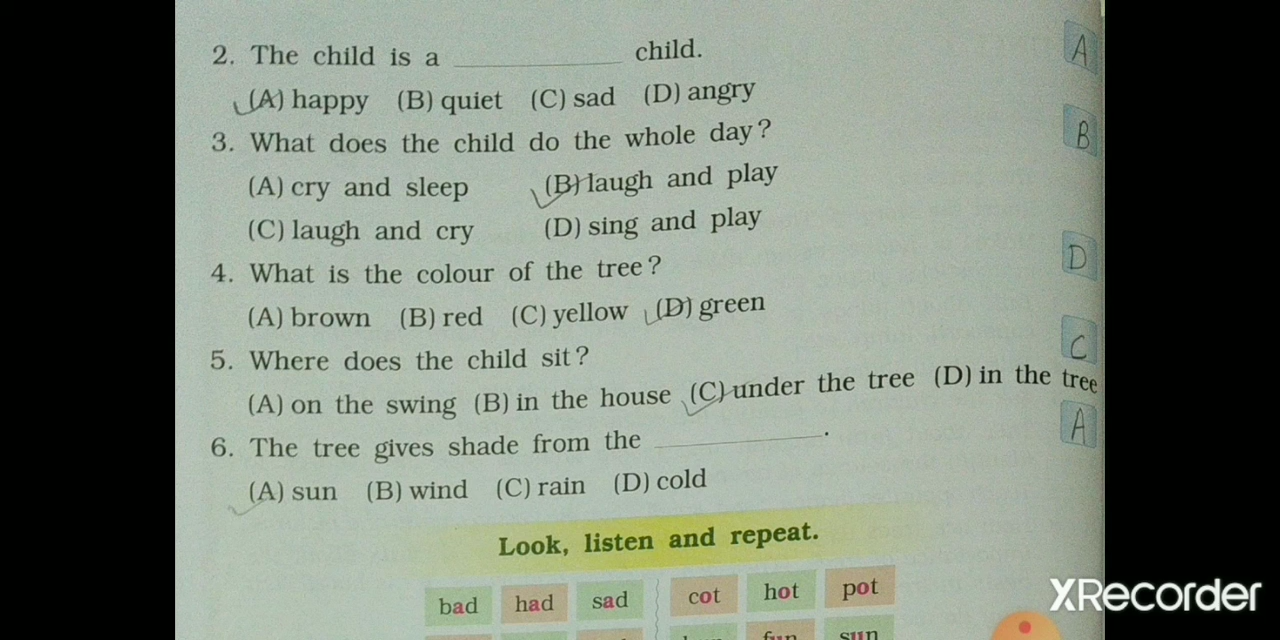 2. The child is a ____________ child. A
(A) happy (B) quiet (C) sad (D) angry
3. What does the child do the whole day? B
(A) cry and sleep (B) laugh and play
(C) laugh and cry (D) sing and play
4. What is the colour of the tree? D
(A) brown (B) red (C) yellow (D) green
5. Where does the child sit? C
(A) on the swing (B) in the house (C) under the tree (D) in the tree
6. The tree gives shade from the ____________. A
(A) sun (B) wind (C) rain (D) cold
Look, listen and repeat.
bad had sad cot hot pot
fun sun
XRecorder